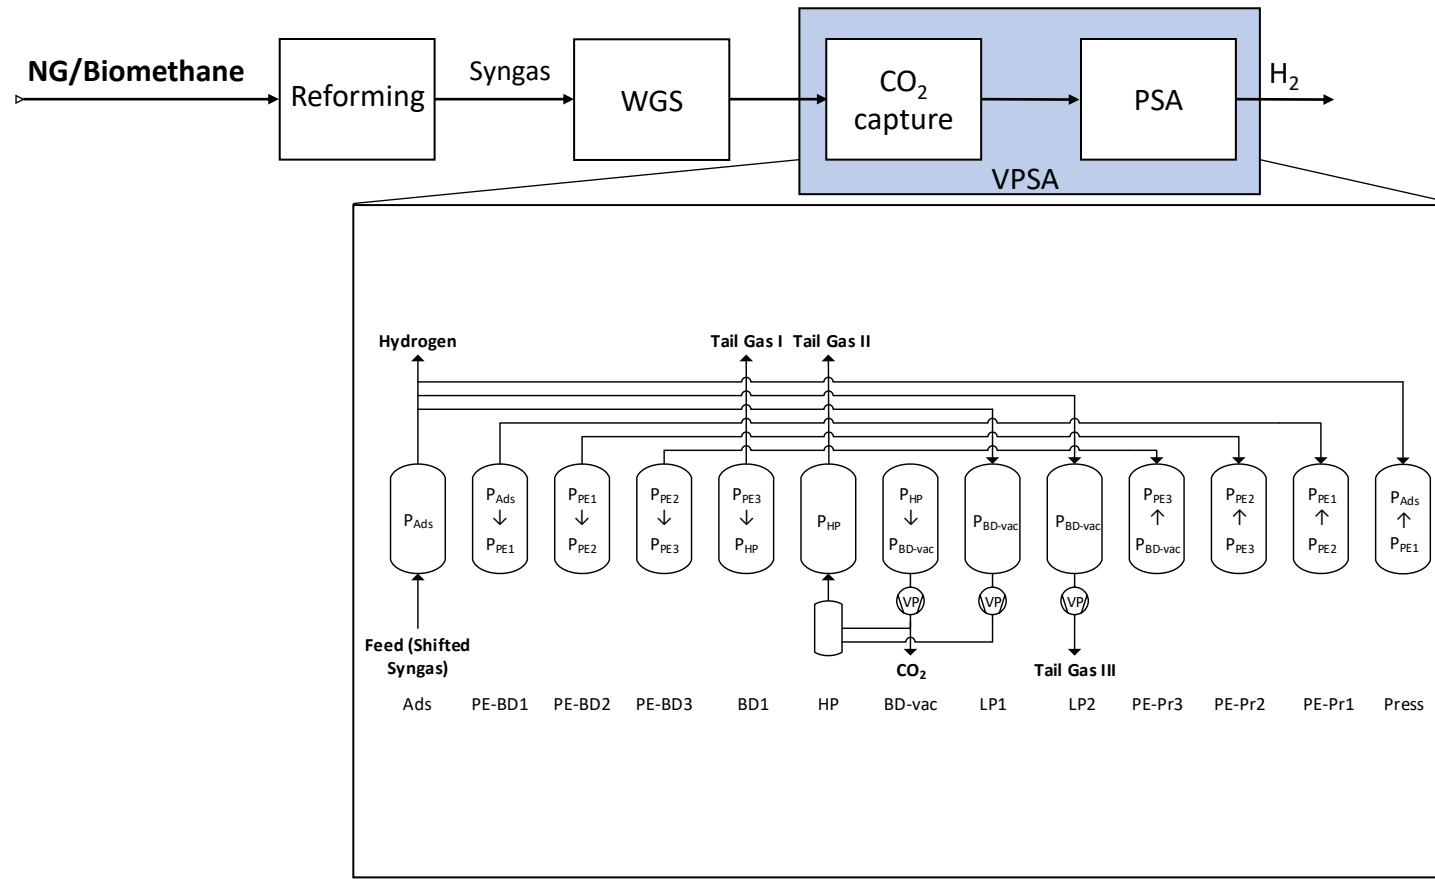 NG/Biomethane
Reforming
Syngas
WGS
CO2
capture
PSA
H2
VPSA
Hydrogen
Tail Gas I
Tail Gas II
PAds
PAds
↓
PPE1
PPE1
↓
PPE2
PPE2
↓
PPE3
PPE3
↓
PHP
PHP
PHP
↓
PBD-vac
PBD-vac
PBD-vac
PPE3
↑
PBD-vac
PPE2
↑
PPE3
PPE1
↑
PPE2
PAds
↑
PPE1
VP
VP
VP
Feed (Shifted
Syngas)
CO2
Tail Gas III
Ads
PE-BD1
PE-BD2
PE-BD3
BD1
HP
BD-vac
LP1
LP2
PE-Pr3
PE-Pr2
PE-Pr1
Press